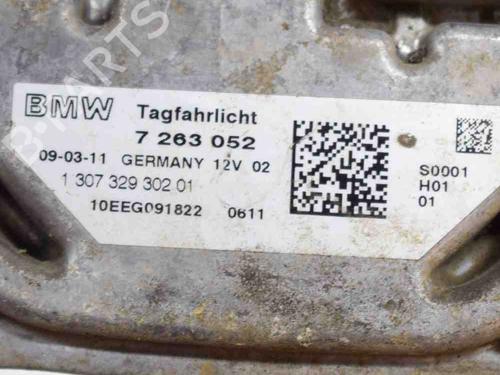 BMW Tagfahrlicht
7 263 052
09-03-11 GERMANY 12V 02
1 307 329 302 01
10EEG091822 0611
S0001
H01
01
B-PARTS